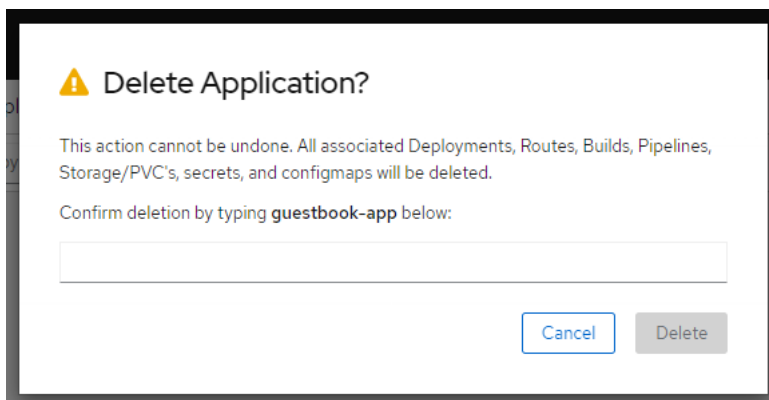 Delete Application?
This action cannot be undone. All associated Deployments, Routes, Builds, Pipelines,
Storage/PVC's, secrets, and configmaps will be deleted.
Confirm deletion by typing guestbook-app below:
Cancel
Delete